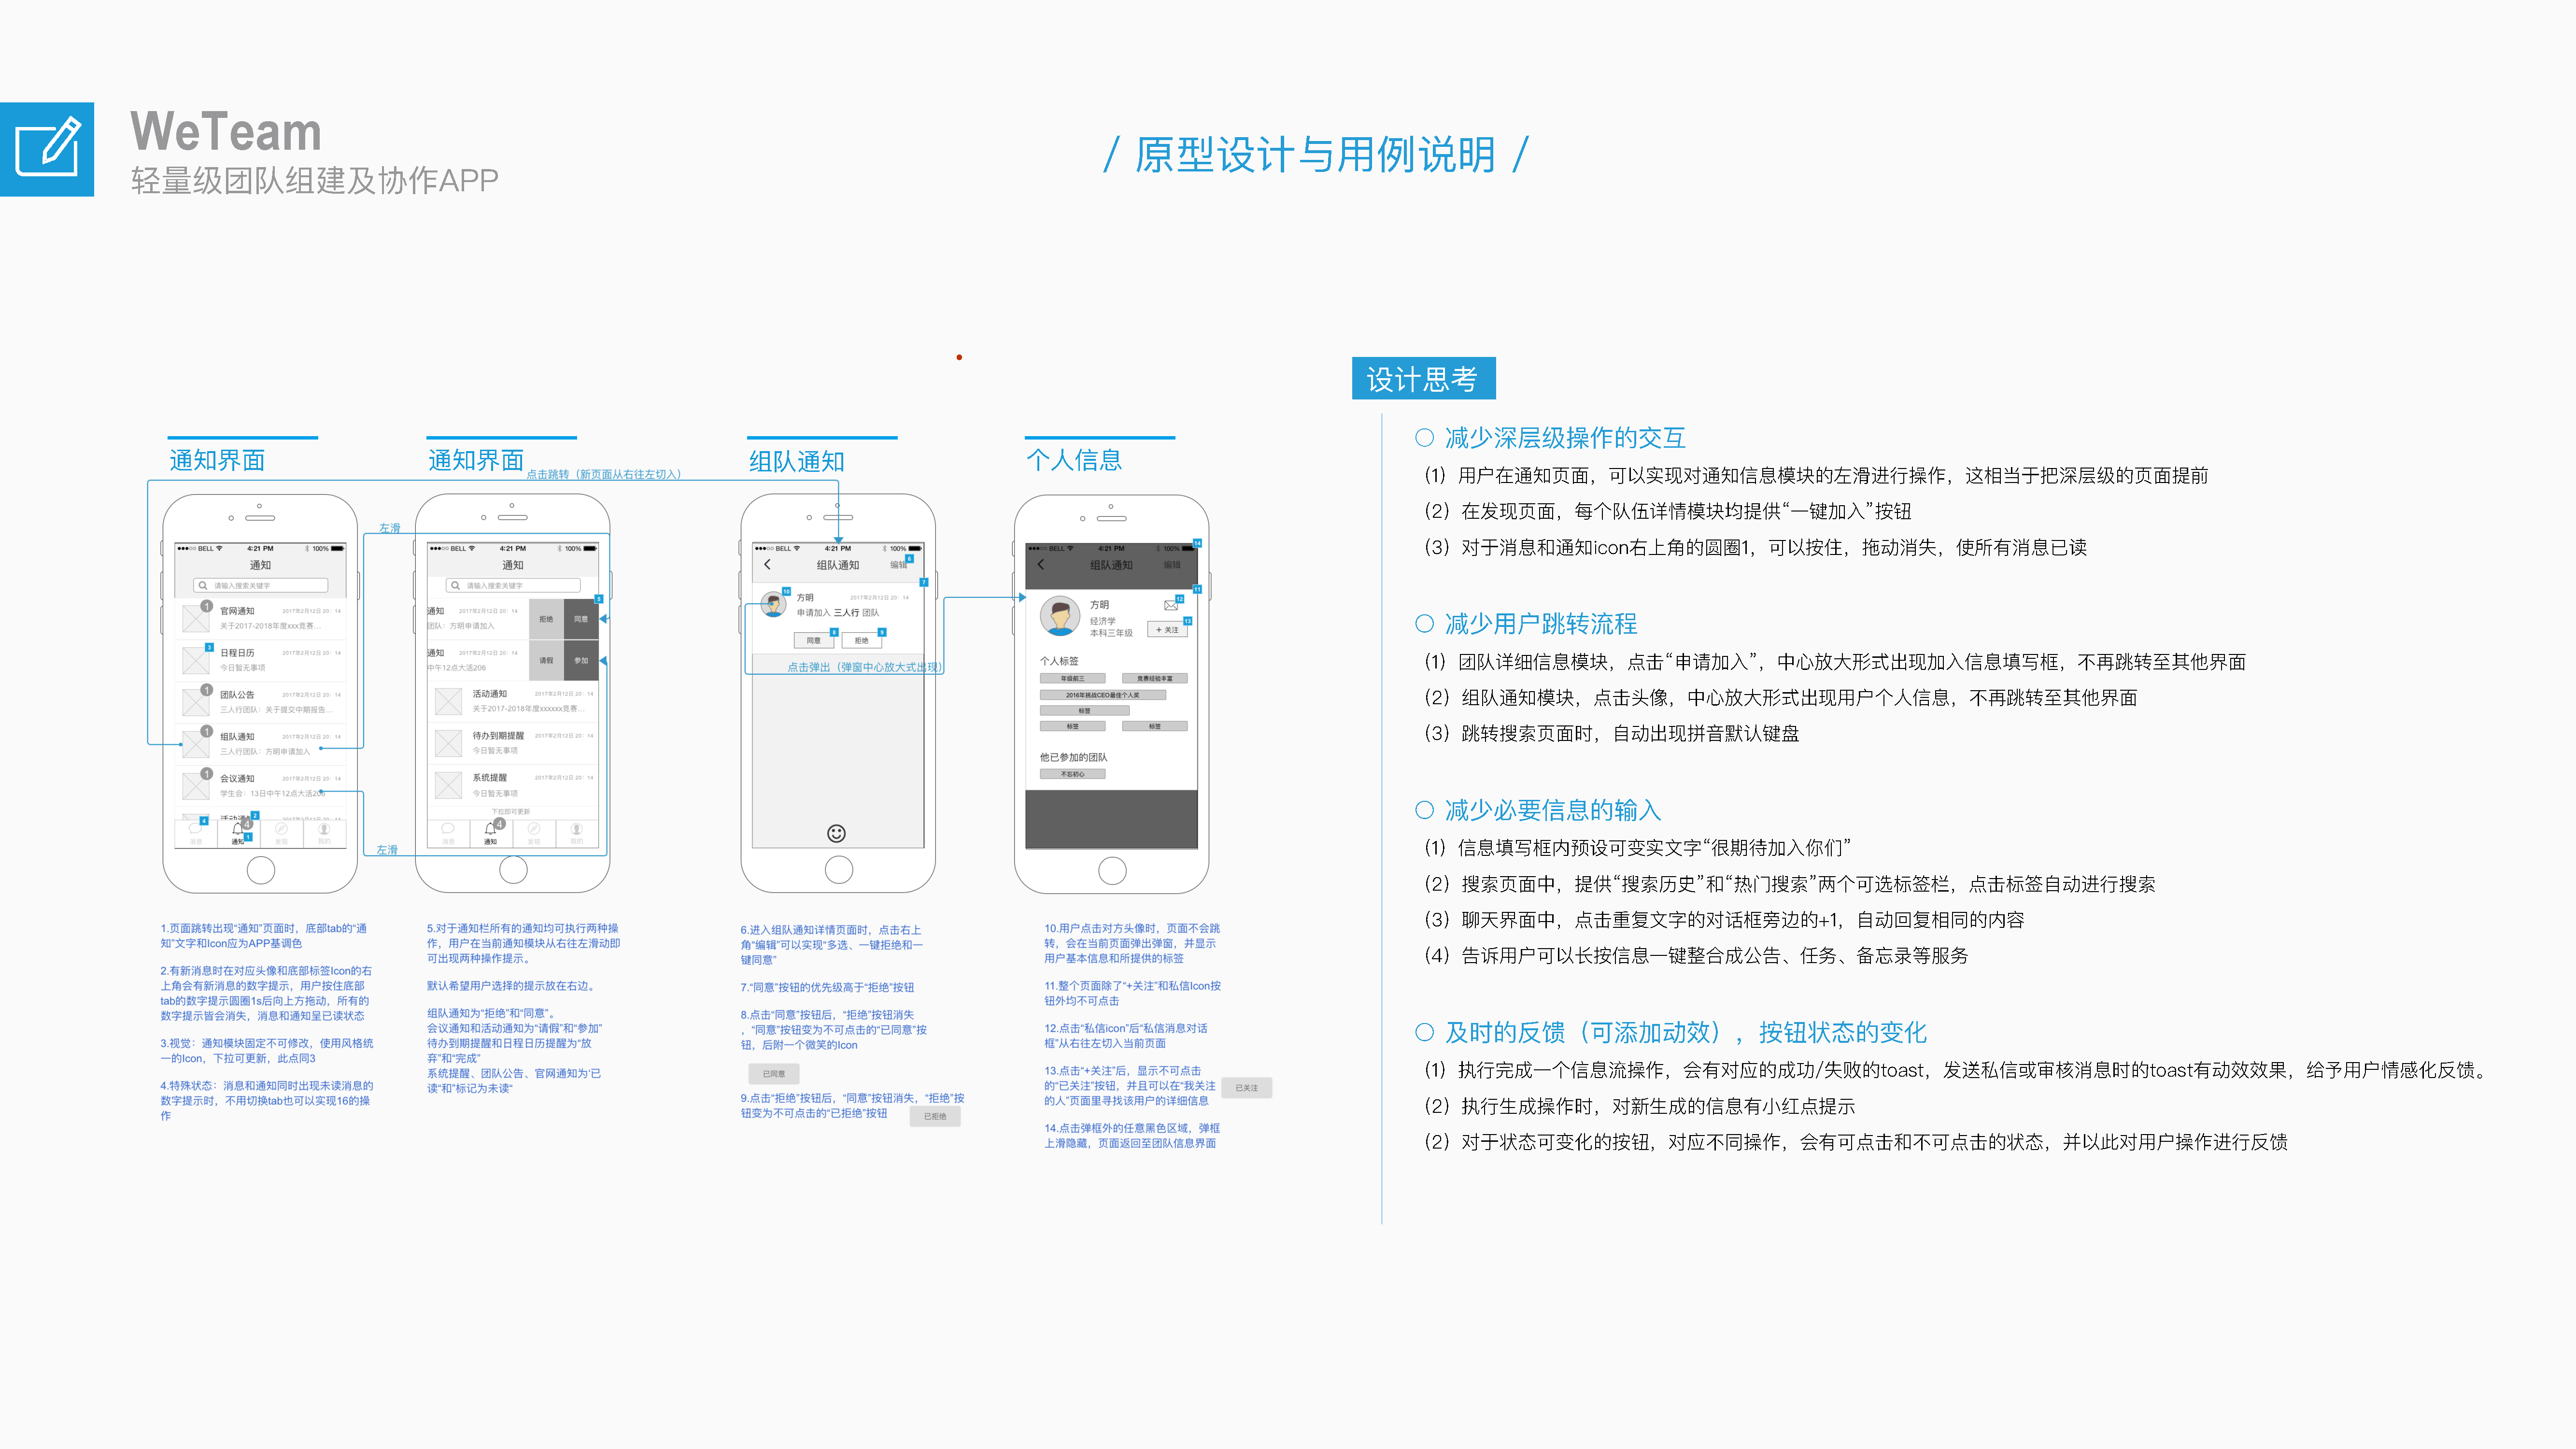 WeTeam
轻量级团队组建及协作APP
/ 原型设计与用例说明 /
通知界面
通知界面
点击跳转（新页面从右往左切入）
组队通知
个人信息
左滑
左滑
BELL 4:21 PM 100%
通知
请输入搜索关键字
1
官网通知 2017年2月12日 20：14
关于2017-2018年度xxx竞赛...
3
日程日历 2017年2月12日 20：14
今日暂无事项
1
团队公告 2017年2月12日 20：14
三人行团队：关于提交中期报告...
1
组队通知 2017年2月12日 20：14
三人行团队：方明申请加入
1
会议通知 2017年2月12日 20：14
学生会：13日中午12点大活206
4 2 4 1
消息 通知 发现 我的
BELL 4:21 PM 100%
通知
请输入搜索关键字
5
通知 2017年2月12日 20：14
团队：方明申请加入
拒绝 同意
通知 2017年2月12日 20：14
中午12点大活206
请假 参加
活动通知 2017年2月12日 20：14
关于2017-2018年度xxxxxx竞赛...
待办到期提醒 2017年2月12日 20：14
今日暂无事项
系统提醒 2017年2月12日 20：14
今日暂无事项
下拉即可更新
4
消息 通知 发现 我的
BELL 4:21 PM 100%
组队通知 编辑 6
7
10
方明 2017年2月12日 20：14
申请加入 三人行 团队
同意 8 拒绝 9
点击弹出（弹窗中心放大式出现）
14
BELL 4:21 PM 100%
组队通知 编辑
11
方明 12
经济学
本科三年级 + 关注 13
个人标签
年级前三 竞赛经验丰富
2016年挑战CEO最佳个人奖
标签
标签 标签
他已参加的团队
不忘初心
1.页面跳转出现“通知”页面时，底部tab的“通
知”文字和Icon应为APP基调色
2.有新消息时在对应头像和底部标签Icon的右
上角会有新消息的数字提示，用户按住底部
tab的数字提示圆圈1s后向上方拖动，所有的
数字提示皆会消失，消息和通知呈已读状态
3.视觉：通知模块固定不可修改，使用风格统
一的Icon，下拉可更新，此点同3
4.特殊状态：消息和通知同时出现未读消息的
数字提示时，不用切换tab也可以实现16的操
作
5.对于通知栏所有的通知均可执行两种操
作，用户在当前通知模块从右往左滑动即
可出现两种操作提示。
默认希望用户选择的提示放在右边。
组队通知为“拒绝”和“同意”。
会议通知和活动通知为“请假”和“参加”
待办到期提醒和日程日历提醒为“放
弃”和“完成”
系统提醒、团队公告、官网通知为‘已
读“和”标记为未读“
6.进入组队通知详情页面时，点击右上
角“编辑”可以实现“多选、一键拒绝和一
键同意”
7.“同意”按钮的优先级高于“拒绝”按钮
8.点击“同意”按钮后，“拒绝”按钮消失
，“同意”按钮变为不可点击的“已同意”按
钮，后附一个微笑的Icon
已同意
9.点击“拒绝”按钮后，“同意”按钮消失，“拒绝”按
钮变为不可点击的“已拒绝”按钮
已拒绝
10.用户点击对方头像时，页面不会跳
转，会在当前页面弹出弹窗，并显示
用户基本信息和所提供的标签
11.整个页面除了“+关注”和私信Icon按
钮外均不可点击
12.点击“私信icon”后“私信消息对话
框”从右往左切入当前页面
13.点击“+关注”后，显示不可点击
的“已关注”按钮，并且可以在“我关注
的人”页面里寻找该用户的详细信息
已关注
14.点击弹框外的任意黑色区域，弹框
上滑隐藏，页面返回至团队信息界面
设计思考
减少深层级操作的交互
（1）用户在通知页面，可以实现对通知信息模块的左滑进行操作，这相当于把深层级的页面提前
（2）在发现页面，每个队伍详情模块均提供“一键加入”按钮
（3）对于消息和通知icon右上角的圆圈1，可以按住，拖动消失，使所有消息已读
减少用户跳转流程
（1）团队详细信息模块，点击“申请加入”，中心放大形式出现加入信息填写框，不再跳转至其他界面
（2）组队通知模块，点击头像，中心放大形式出现用户个人信息，不再跳转至其他界面
（3）跳转搜索页面时，自动出现拼音默认键盘
减少必要信息的输入
（1）信息填写框内预设可变实文字“很期待加入你们”
（2）搜索页面中，提供“搜索历史”和“热门搜索”两个可选标签栏，点击标签自动进行搜索
（3）聊天界面中，点击重复文字的对话框旁边的+1，自动回复相同的内容
（4）告诉用户可以长按信息一键整合成公告、任务、备忘录等服务
及时的反馈（可添加动效），按钮状态的变化
（1）执行完成一个信息流操作，会有对应的成功/失败的toast，发送私信或审核消息时的toast有动效效果，给予用户情感化反馈。
（2）执行生成操作时，对新生成的信息有小红点提示
（2）对于状态可变化的按钮，对应不同操作，会有可点击和不可点击的状态，并以此对用户操作进行反馈